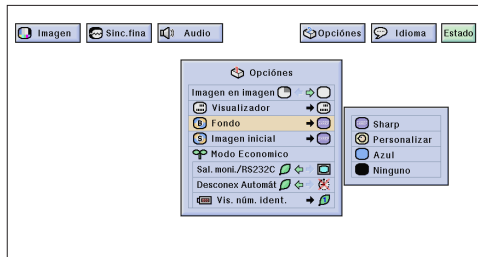 Imagen
Sinc.fina
Audio
Opciónes
Idioma
Estado
Opciónes
Imagen en imagen
Visualizador
Fondo
Imagen inicial
Modo Economico
Sal. moni./RS232C
Desconex Automát
Vis. núm. ident.
Sharp
Personalizar
Azul
Ninguno